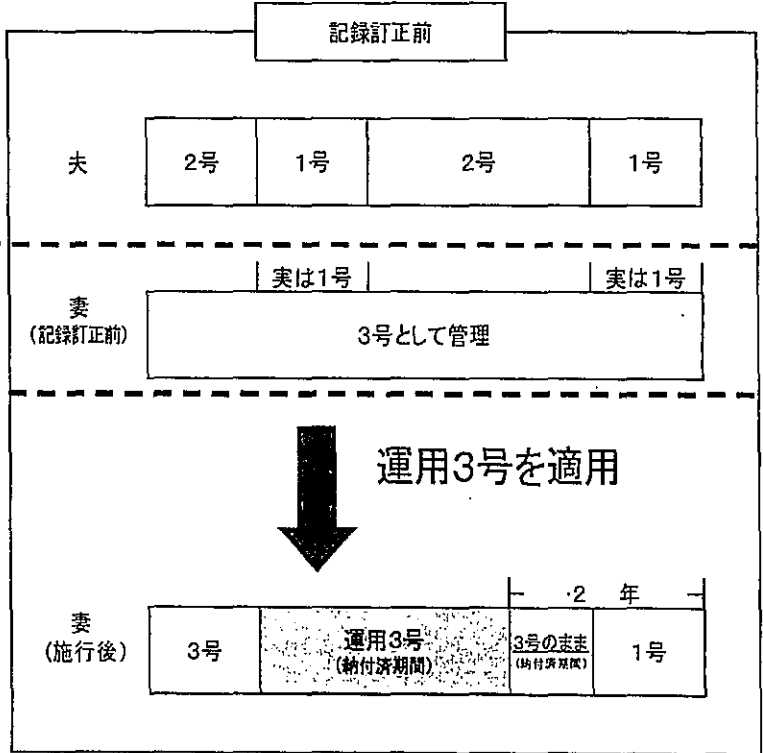 記録訂正前
夫
2号
1号
2号
1号
実は1号
実は1号
妻
(記録訂正前)
3号として管理
運用3号を適用
2 年
妻
(施行後)
3号
運用3号
(納付済期間)
3号のまま
(納付済期間)
1号